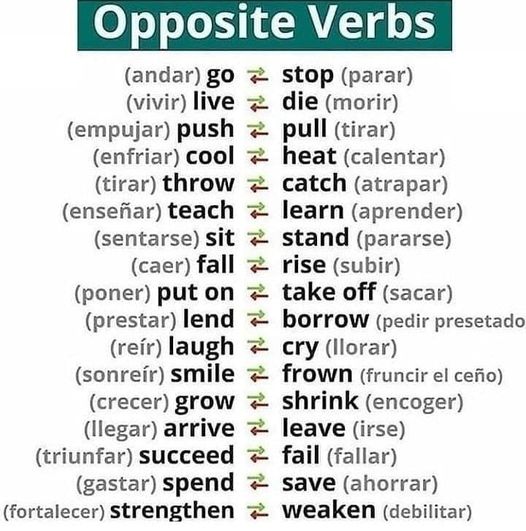 Opposite Verbs
(andar) go ⇄ stop (parar)
(vivir) live ⇄ die (morir)
(empujar) push ⇄ pull (tirar)
(enfriar) cool ⇄ heat (calentar)
(tirar) throw ⇄ catch (atrapar)
(enseñar) teach ⇄ learn (aprender)
(sentarse) sit ⇄ stand (pararse)
(caer) fall ⇄ rise (subir)
(poner) put on ⇄ take off (sacar)
(prestar) lend ⇄ borrow (pedir presetado
(reír) laugh ⇄ cry (llorar)
(sonreír) smile ⇄ frown (fruncir el ceño)
(crecer) grow ⇄ shrink (encoger)
(llegar) arrive ⇄ leave (irse)
(triunfar) succeed ⇄ fail (fallar)
(gastar) spend ⇄ save (ahorrar)
(fortalecer) strengthen ⇄ weaken (debilitar)